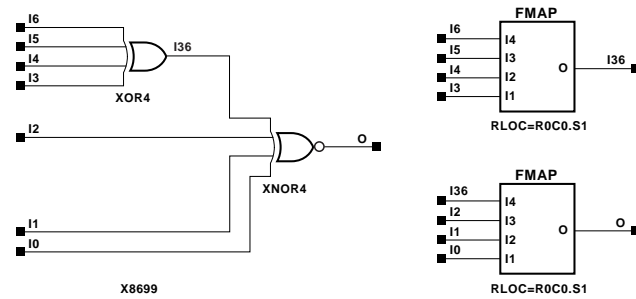 I6
I5
I4
I3
I36
XOR4
I2
O
XNOR4
I1
I0
X8699
FMAP
I6
I5
I4
I3
I4
I3
I2
I1
O
I36
RLOC=R0C0.S1
FMAP
I36
I2
I1
I0
I4
I3
I2
I1
O
O
RLOC=R0C0.S1